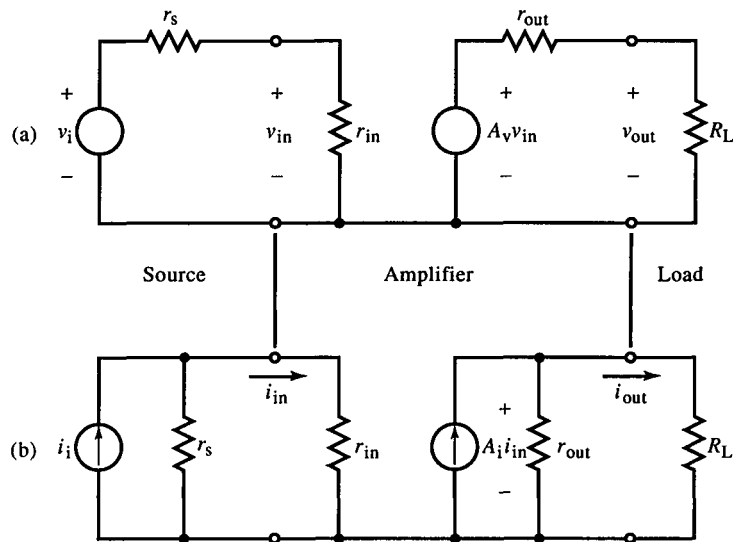 r_s r_out
+ + + +
(a) v_i v_in r_in A_v v_in v_out R_L
− − − −
Source Amplifier Load
i_in i_out
+
(b) i_i r_s r_in A_i i_in r_out R_L
−